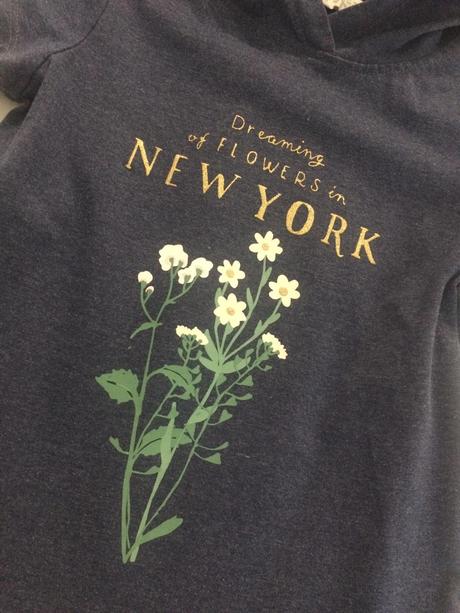 Dreaming
of FLOWERS in
NEW YORK